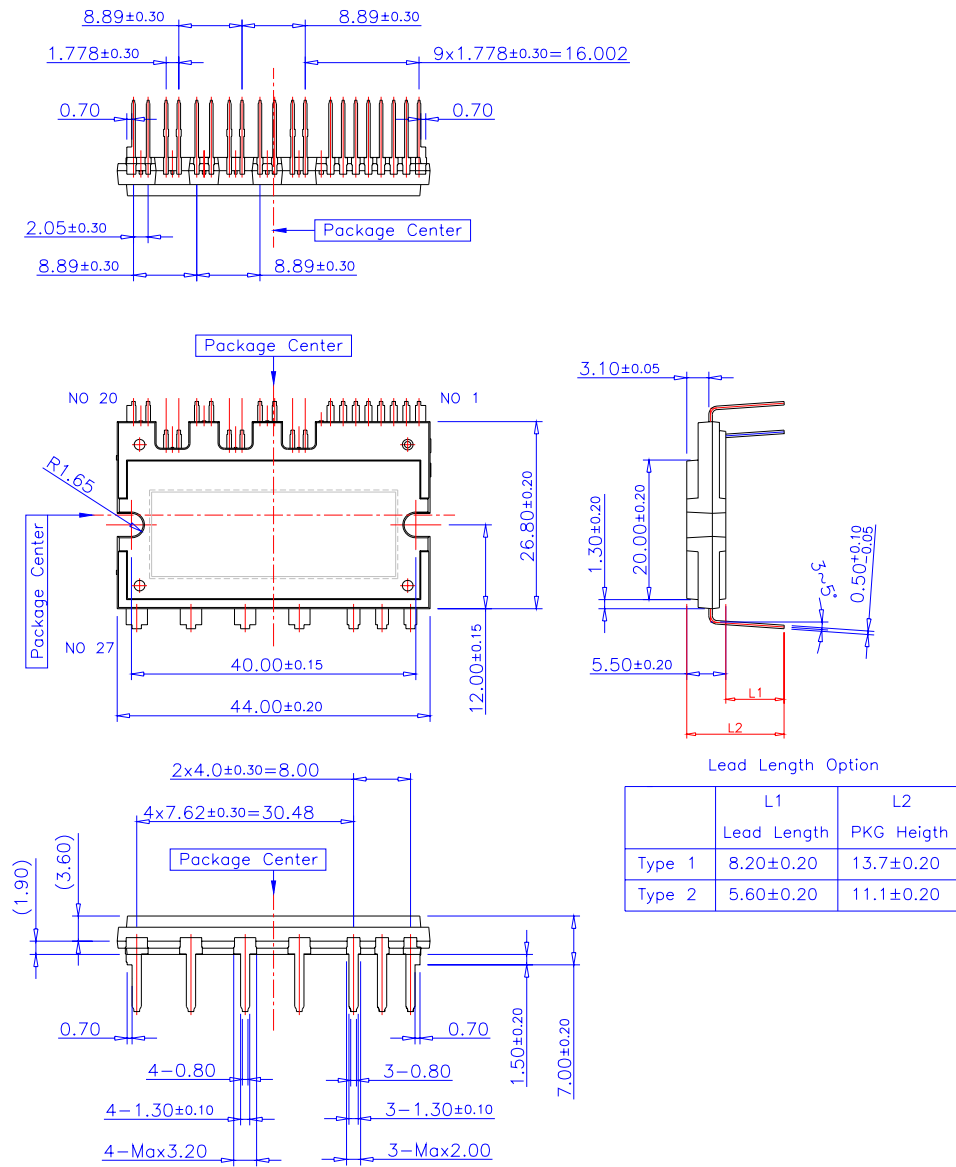 8.89±0.30 8.89±0.30
1.778±0.30 9x1.778±0.30=16.002
0.70 0.70
2.05±0.30 Package Center
8.89±0.30 8.89±0.30
Package Center
NO 20 NO 1
R1.65
Package Center
NO 27
26.80±0.20
12.00±0.15
40.00±0.15
44.00±0.20
3.10±0.05
1.30±0.20
20.00±0.20
3~5°
0.50+0.10
-0.05
5.50±0.20
L1
L2
2x4.0±0.30=8.00
4x7.62±0.30=30.48
Package Center
(1.90)
(3.60)
0.70 0.70
1.50±0.20
7.00±0.20
4-0.80 3-0.80
4-1.30±0.10 3-1.30±0.10
4-Max3.20 3-Max2.00
Lead Length Option
L1 L2
Lead Length PKG Heigth
Type 1 8.20±0.20 13.7±0.20
Type 2 5.60±0.20 11.1±0.20